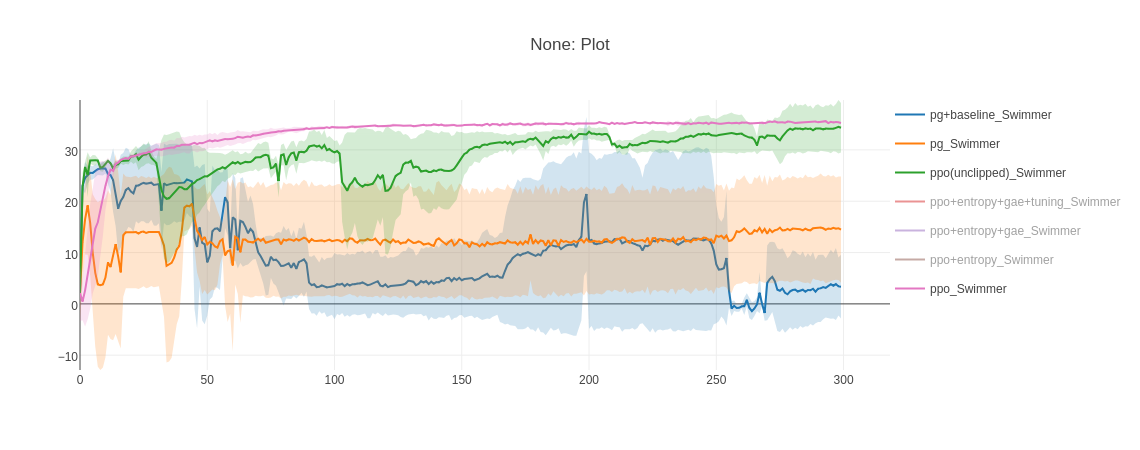 None: Plot
30
20
10
0
−10
0
50
100
150
200
250
300
pg+baseline_Swimmer
pg_Swimmer
ppo(unclipped)_Swimmer
ppo+entropy+gae+tuning_Swimmer
ppo+entropy+gae_Swimmer
ppo+entropy_Swimmer
ppo_Swimmer